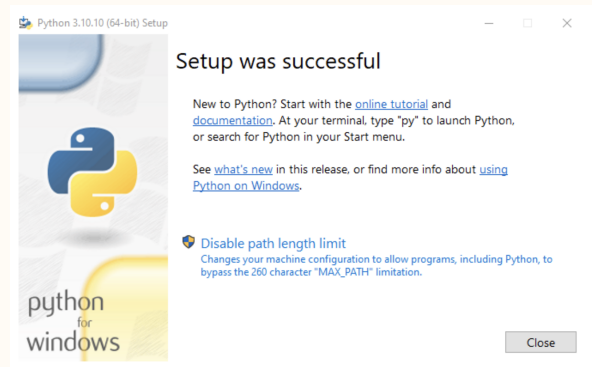 Python 3.10.10 (64-bit) Setup
Setup was successful
New to Python? Start with the online tutorial and
documentation. At your terminal, type "py" to launch Python,
or search for Python in your Start menu.
See what's new in this release, or find more info about using
Python on Windows.
Disable path length limit
Changes your machine configuration to allow programs, including Python, to
bypass the 260 character "MAX_PATH" limitation.
python
for
windows
Close